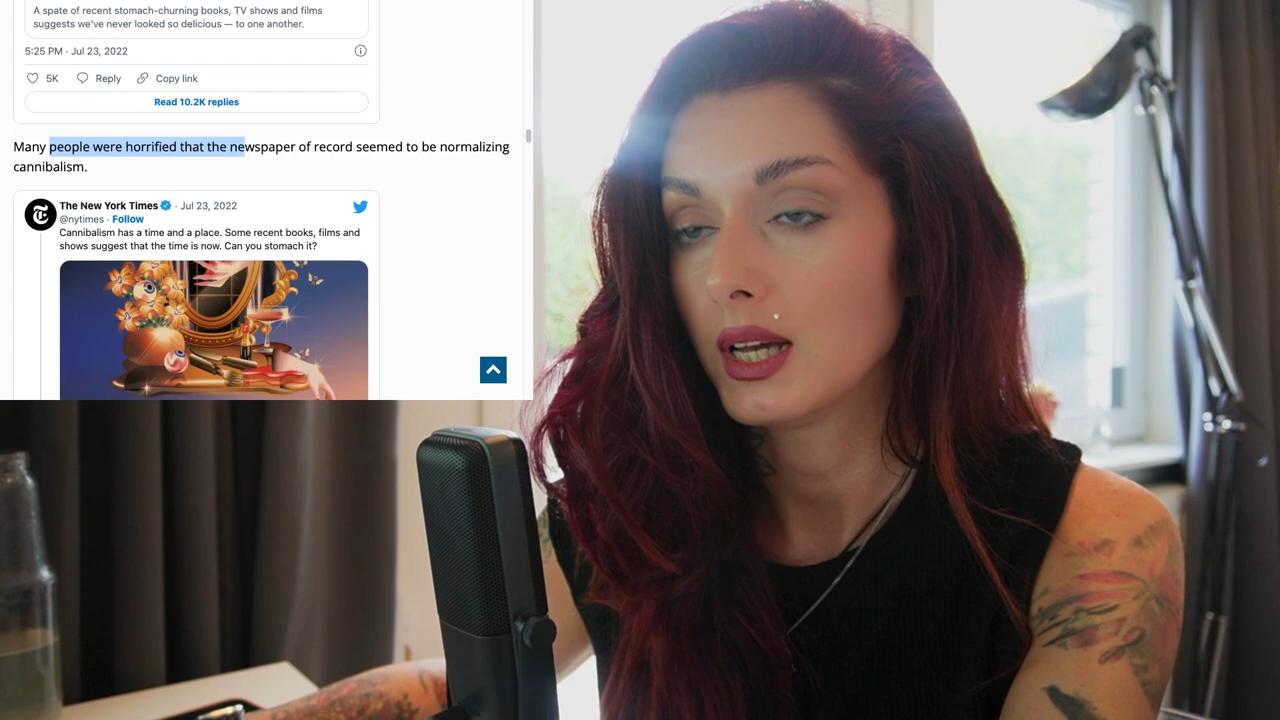 A spate of recent stomach-churning books, TV shows and films
suggests we've never looked so delicious — to one another.
5:25 PM · Jul 23, 2022
5K Reply Copy link
Read 10.2K replies
Many people were horrified that the newspaper of record seemed to be normalizing
cannibalism.
The New York Times · Jul 23, 2022
@nytimes · Follow
Cannibalism has a time and a place. Some recent books, films and
shows suggest that the time is now. Can you stomach it?